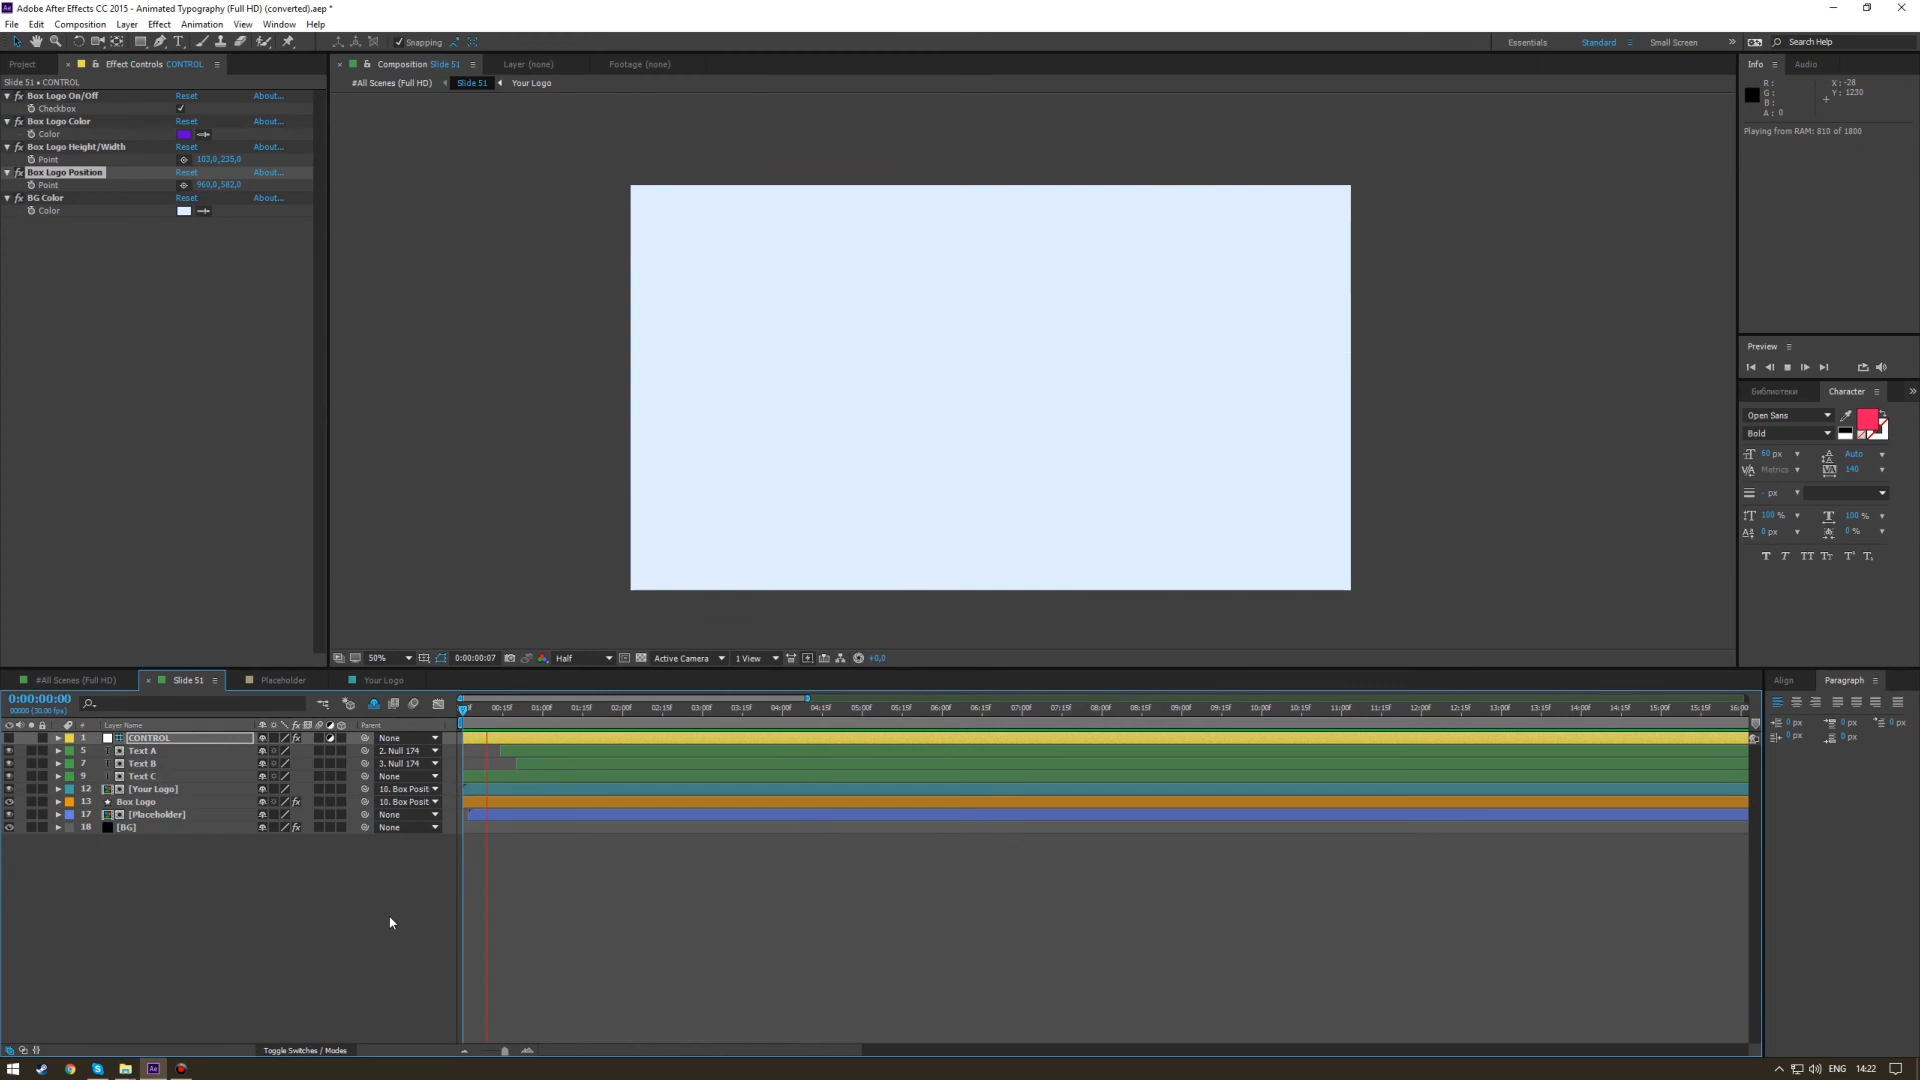 Adobe After Effects CC 2015 - Animated Typography (Full HD) (converted).aep *
File Edit Composition Layer Effect Animation View Window Help
Snapping Essentials Standard Small Screen Search Help
Project Effect Controls CONTROL
Slide 51 • CONTROL
Box Logo On/Off Reset About...
Checkbox
Box Logo Color Reset About...
Color
Box Logo Height/Width Reset About...
Point 103,0,235,0
Box Logo Position Reset About...
Point 960,0,582,0
BG Color Reset About...
Color
Composition Slide 51 Layer (none) Footage (none)
#All Scenes (Full HD) Slide 51 Your Logo
50% 0:00:00:07 Half Active Camera 1 View +0,0
Info Audio
R :
G :
B :
A : 0
X : -28
Y : 1230
Playing from RAM: 810 of 1800
Preview
Библиотеки Character
Open Sans
Bold
60 px Auto
Metrics 140
- px
100 % 100 %
0 px 0 %
#All Scenes (Full HD) Slide 51 Placeholder Your Logo
0:00:00:00
00000 (30.00 fps)
# Layer Name Parent
1 CONTROL None
5 Text A 2. Null 174
7 Text B 3. Null 174
9 Text C None
12 [Your Logo] 10. Box Posit
13 Box Logo 10. Box Posit
17 [Placeholder] None
18 [BG] None
00:15f 01:00f 01:15f 02:00f 02:15f 03:00f 03:15f 04:00f 04:15f 05:00f 05:15f 06:00f 06:15f 07:00f 07:15f 08:00f 08:15f 09:00f 09:15f 10:00f 10:15f 11:00f 11:15f 12:00f 12:15f 13:00f 13:15f 14:00f 14:15f 15:00f 15:15f 16:00
Toggle Switches / Modes
Align Paragraph
0 px 0 px 0 px
0 px 0 px
ENG 14:22